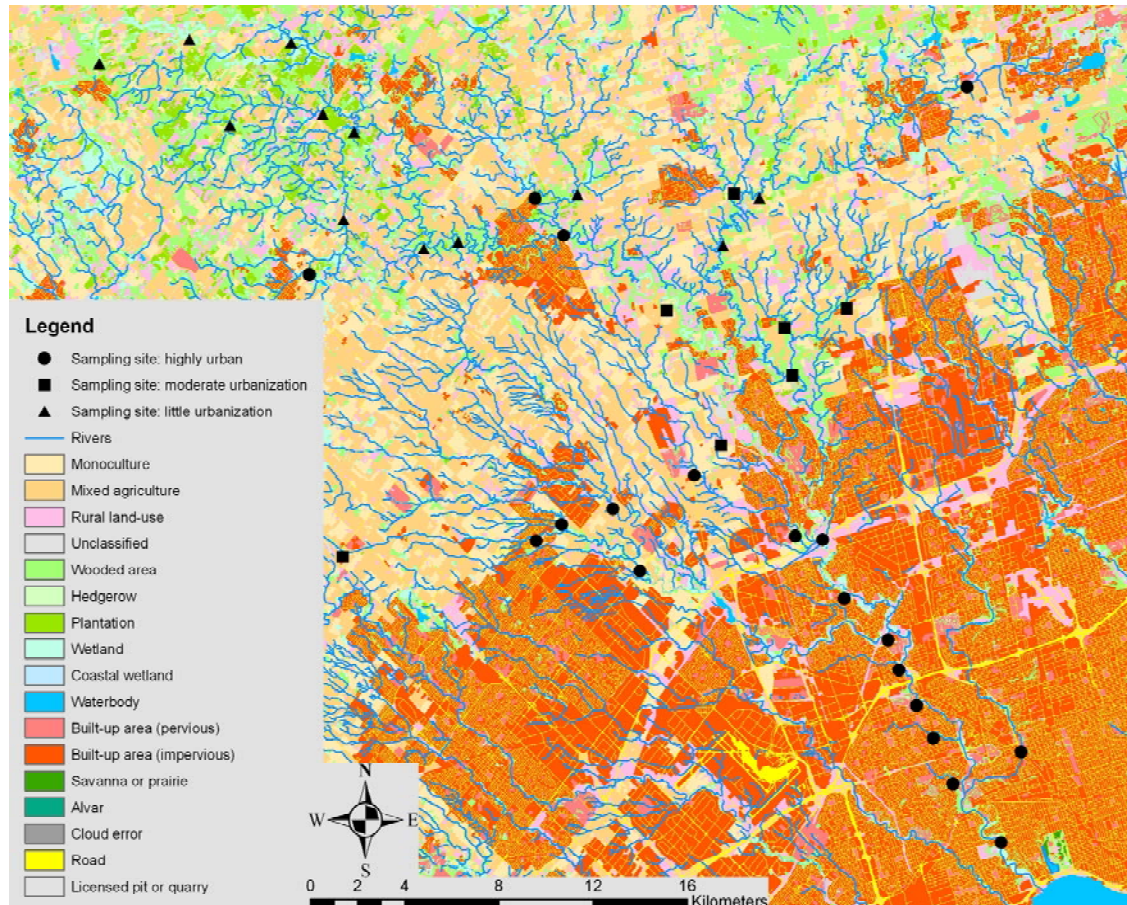 Legend
Sampling site: highly urban
Sampling site: moderate urbanization
Sampling site: little urbanization
Rivers
Monoculture
Mixed agriculture
Rural land-use
Unclassified
Wooded area
Hedgerow
Plantation
Wetland
Coastal wetland
Waterbody
Built-up area (pervious)
Built-up area (impervious)
Savanna or prairie
Alvar
Cloud error
Road
Licensed pit or quarry
N
W E
S
0 2 4 8 12 16
Kilometers